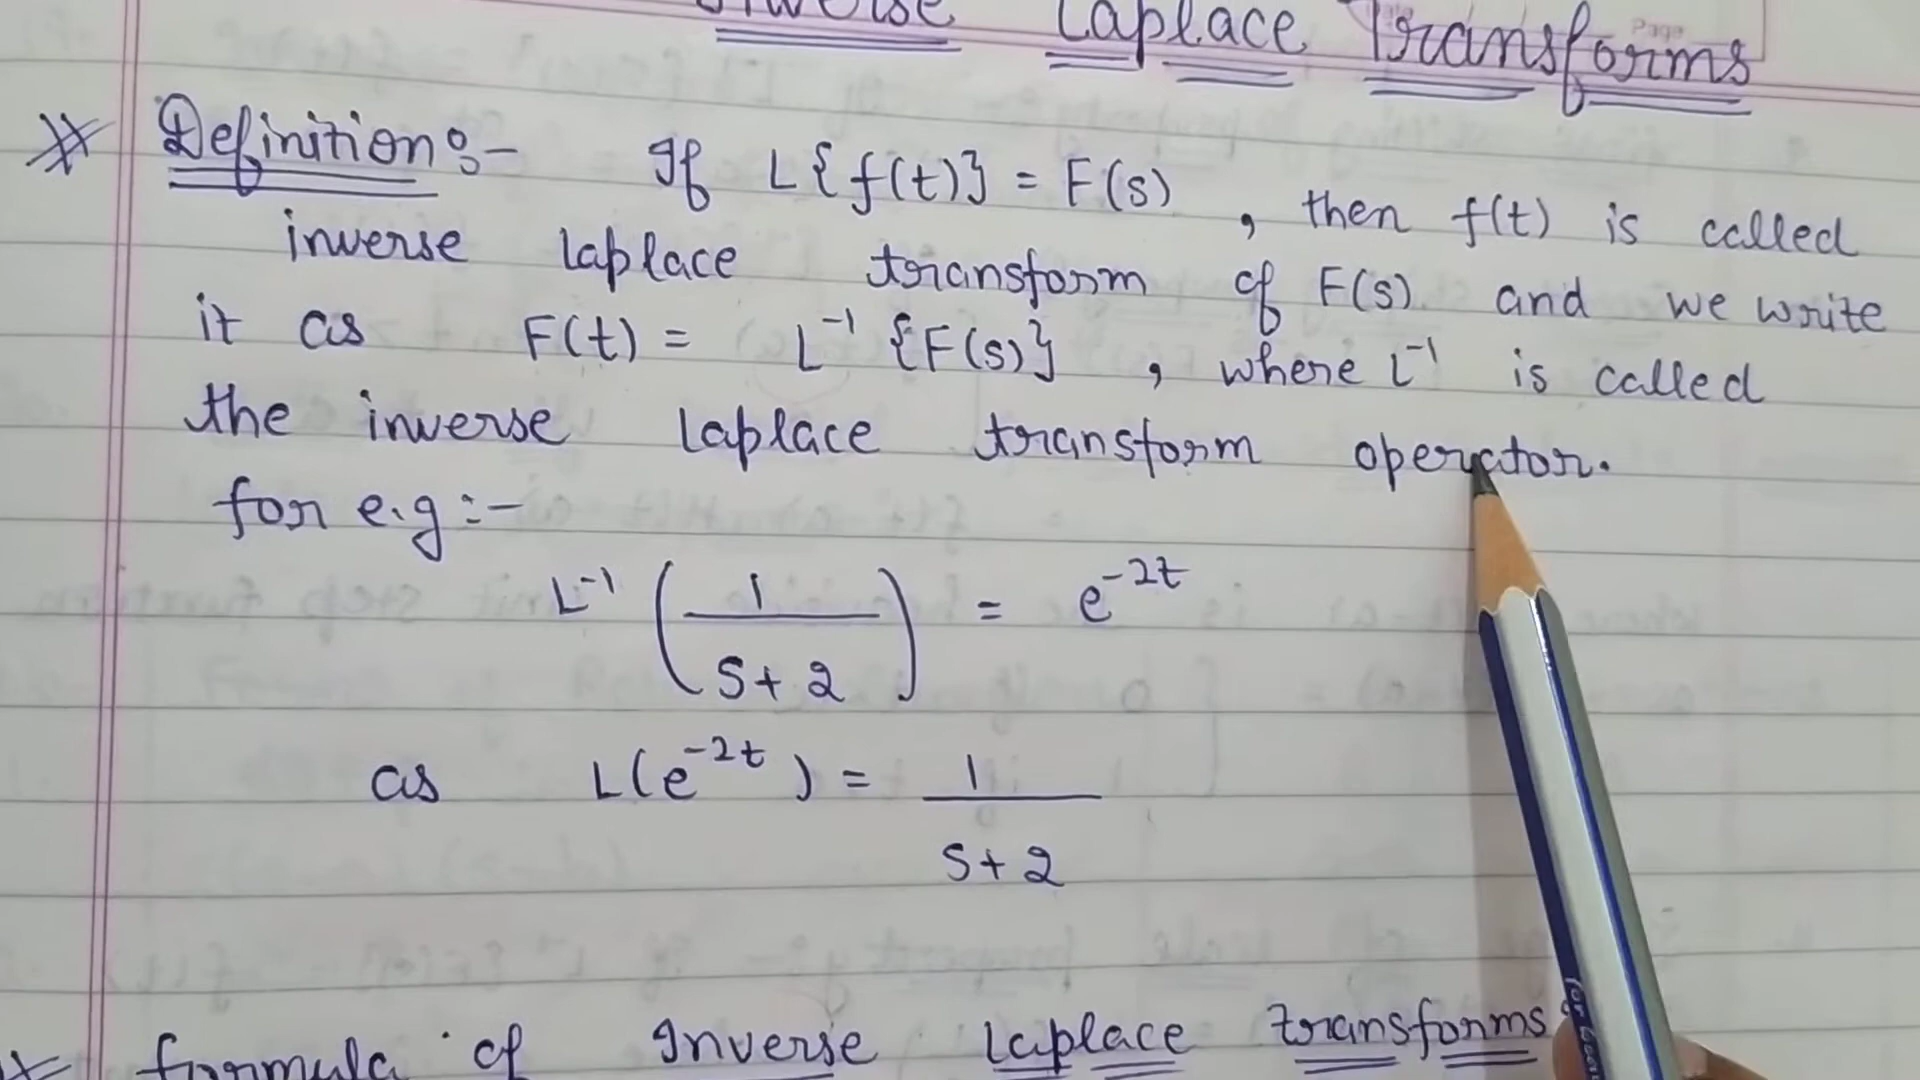 Inverse Laplace Transforms
Page
Definition:- If L{f(t)} = F(s) , then f(t) is called
inverse laplace transform of F(s) and we write
it as F(t) = L⁻¹ {F(s)} , where L⁻¹ is called
the inverse Laplace transform operator.
for e.g :-
L⁻¹ (1/(s+2)) = e^(-2t)
as L(e^(-2t)) = 1/(s+2)
formula of Inverse Laplace transforms